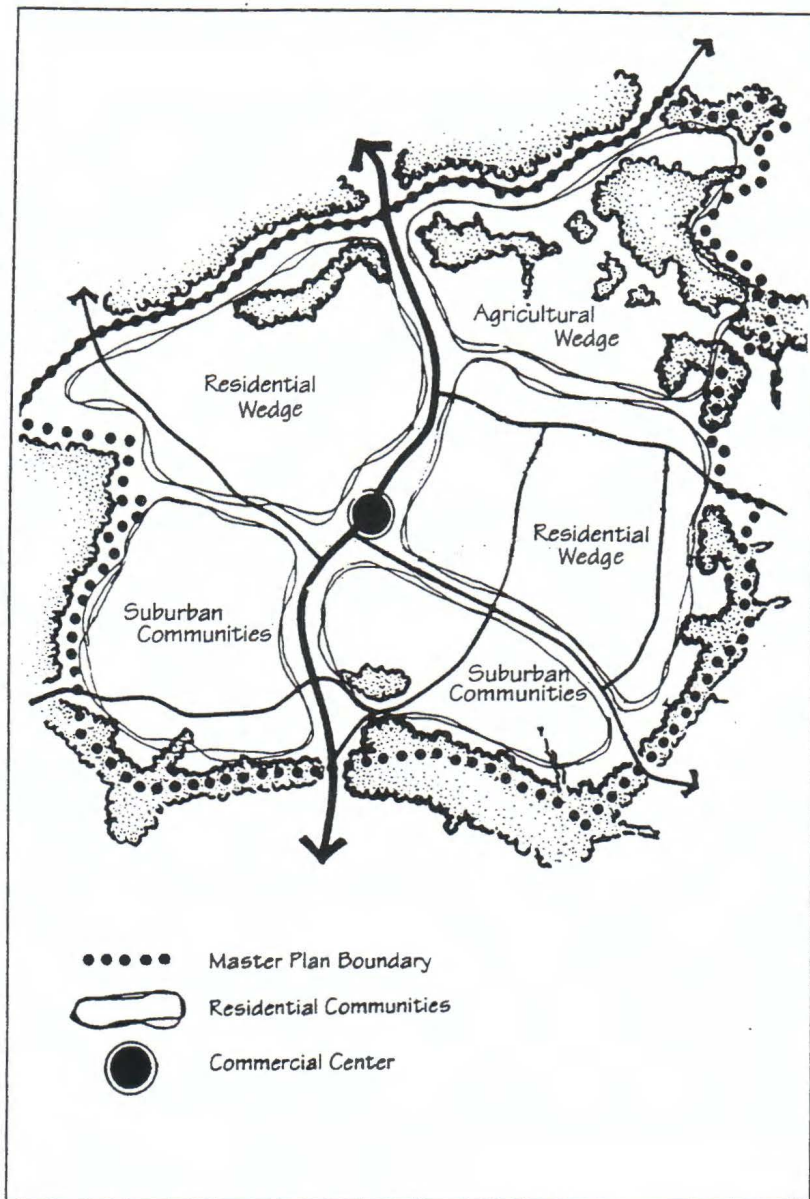 Agricultural
Wedge
Residential
Wedge
Residential
Wedge
Suburban
Communities
Suburban
Communities
Master Plan Boundary
Residential Communities
Commercial Center